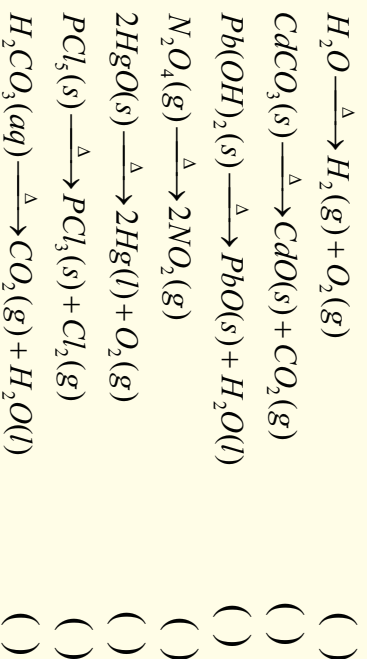 H₂O —Δ→ H₂(g) + O₂(g) ( )
CdCO₃(s) —Δ→ CdO(s) + CO₂(g) ( )
Pb(OH)₂(s) —Δ→ PbO(s) + H₂O(l) ( )
N₂O₄(g) —Δ→ 2NO₂(g) ( )
2HgO(s) —Δ→ 2Hg(l) + O₂(g) ( )
PCl₅(s) —Δ→ PCl₃(s) + Cl₂(g) ( )
H₂CO₃(aq) —Δ→ CO₂(g) + H₂O(l) ( )